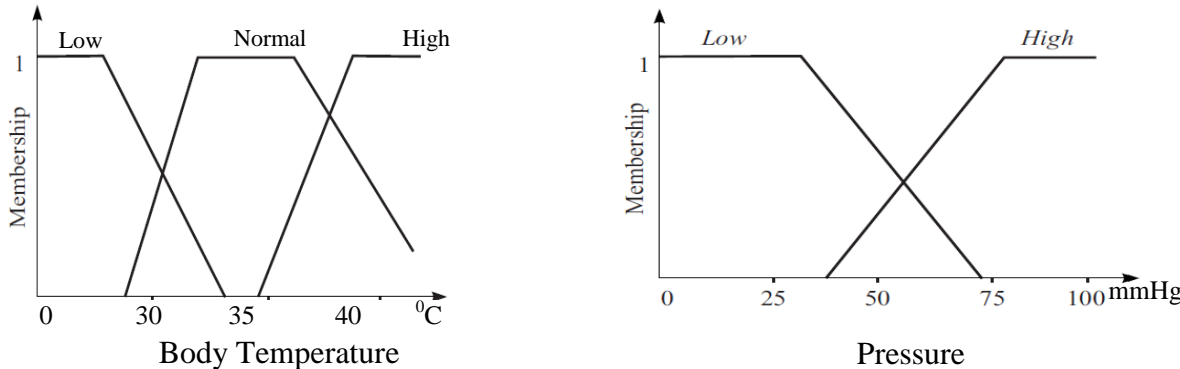 Low Normal High
1
Membership
0 30 35 40 ⁰C
Body Temperature
Low High
1
Membership
0 25 50 75 100 mmHg
Pressure